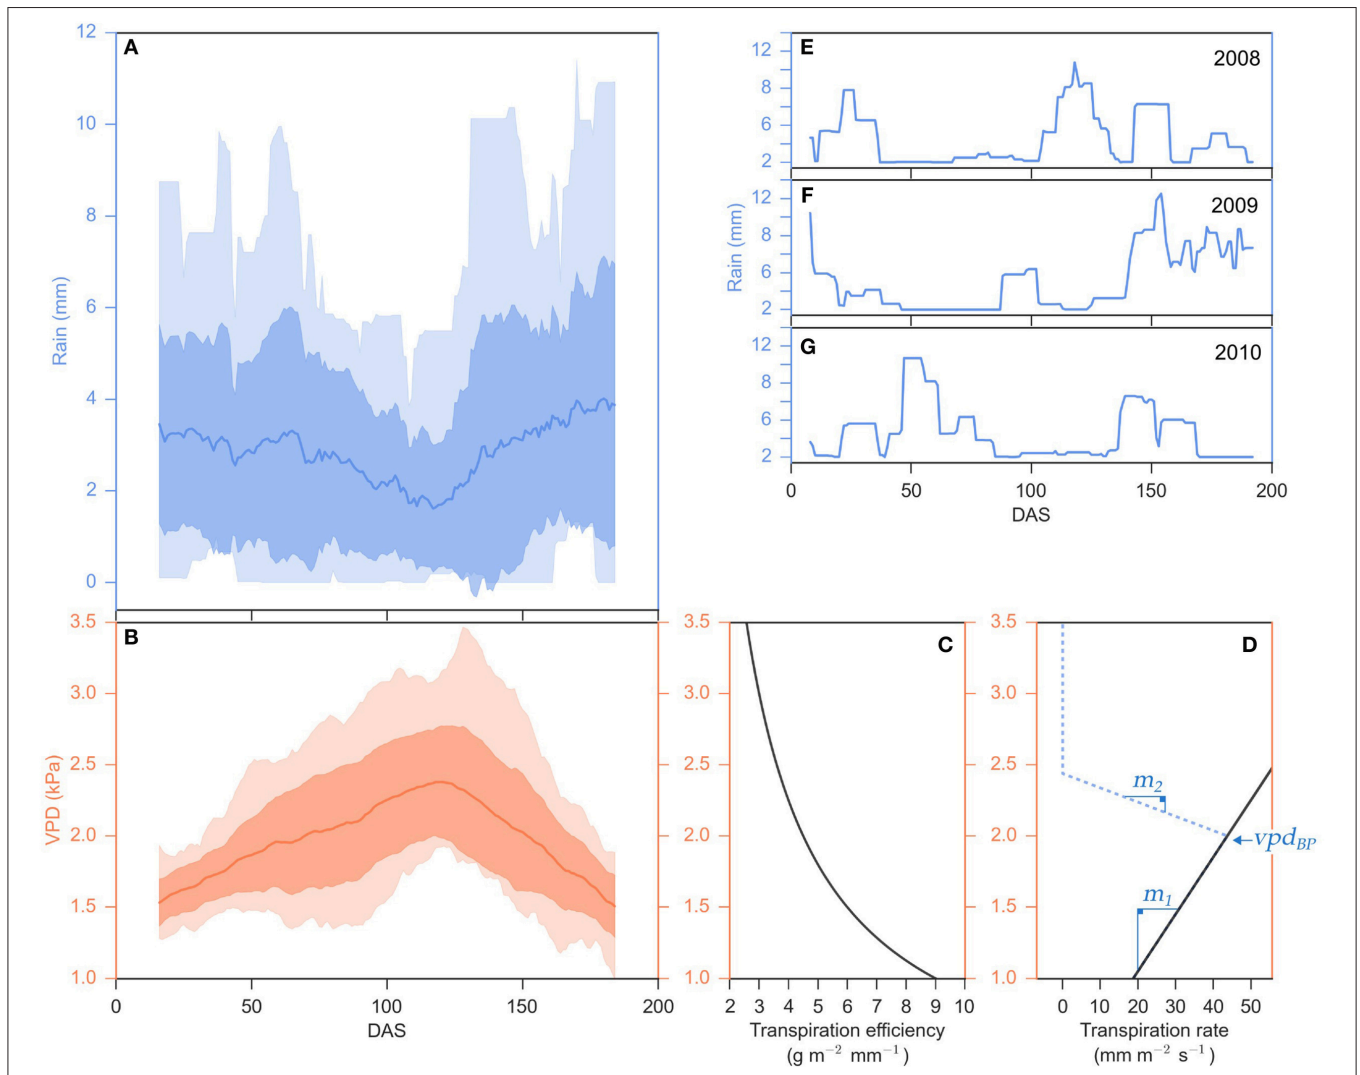 A
12
10
8
6
4
2
0
Rain (mm)
E
2008
12
8
6
2
F
2009
12
8
6
2
Rain (mm)
G
2010
12
8
6
2
0 50 100 150 200
DAS
B
3.5
3.0
2.5
2.0
1.5
1.0
VPD (kPa)
0 50 100 150 200
DAS
C
3.5
3.0
2.5
2.0
1.5
1.0
2 3 4 5 6 7 8 9 10
Transpiration efficiency
(g m⁻² mm⁻¹)
D
3.5
3.0
2.5
2.0
1.5
1.0
m₂
vpd_BP
m₁
0 10 20 30 40 50
Transpiration rate
(mm m⁻² s⁻¹)